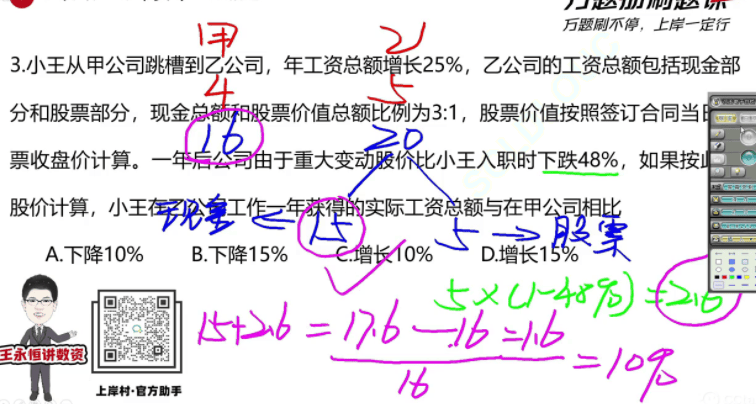 万题刷不停，上岸一定行
甲 乙
3.小王从甲公司跳槽到乙公司，年工资总额增长25%，乙公司的工资总额包括现金部
4 5
分和股票部分，现金总额和股票价值总额比例为3:1，股票价值按照签订合同当日
16 20
票收盘价计算。一年后公司由于重大变动股价比小王入职时下跌48%，如果按此
股价计算，小王在乙公司工作一年获得的实际工资总额与在甲公司相比
现金 ← 15 5 → 股票
A.下降10% B.下降15% C.增长10% D.增长15%
5×(1-48%)=2.6
15+2.6=17.6-16=1.6
16
=10%
王永恒讲数资
上岸村·官方助手